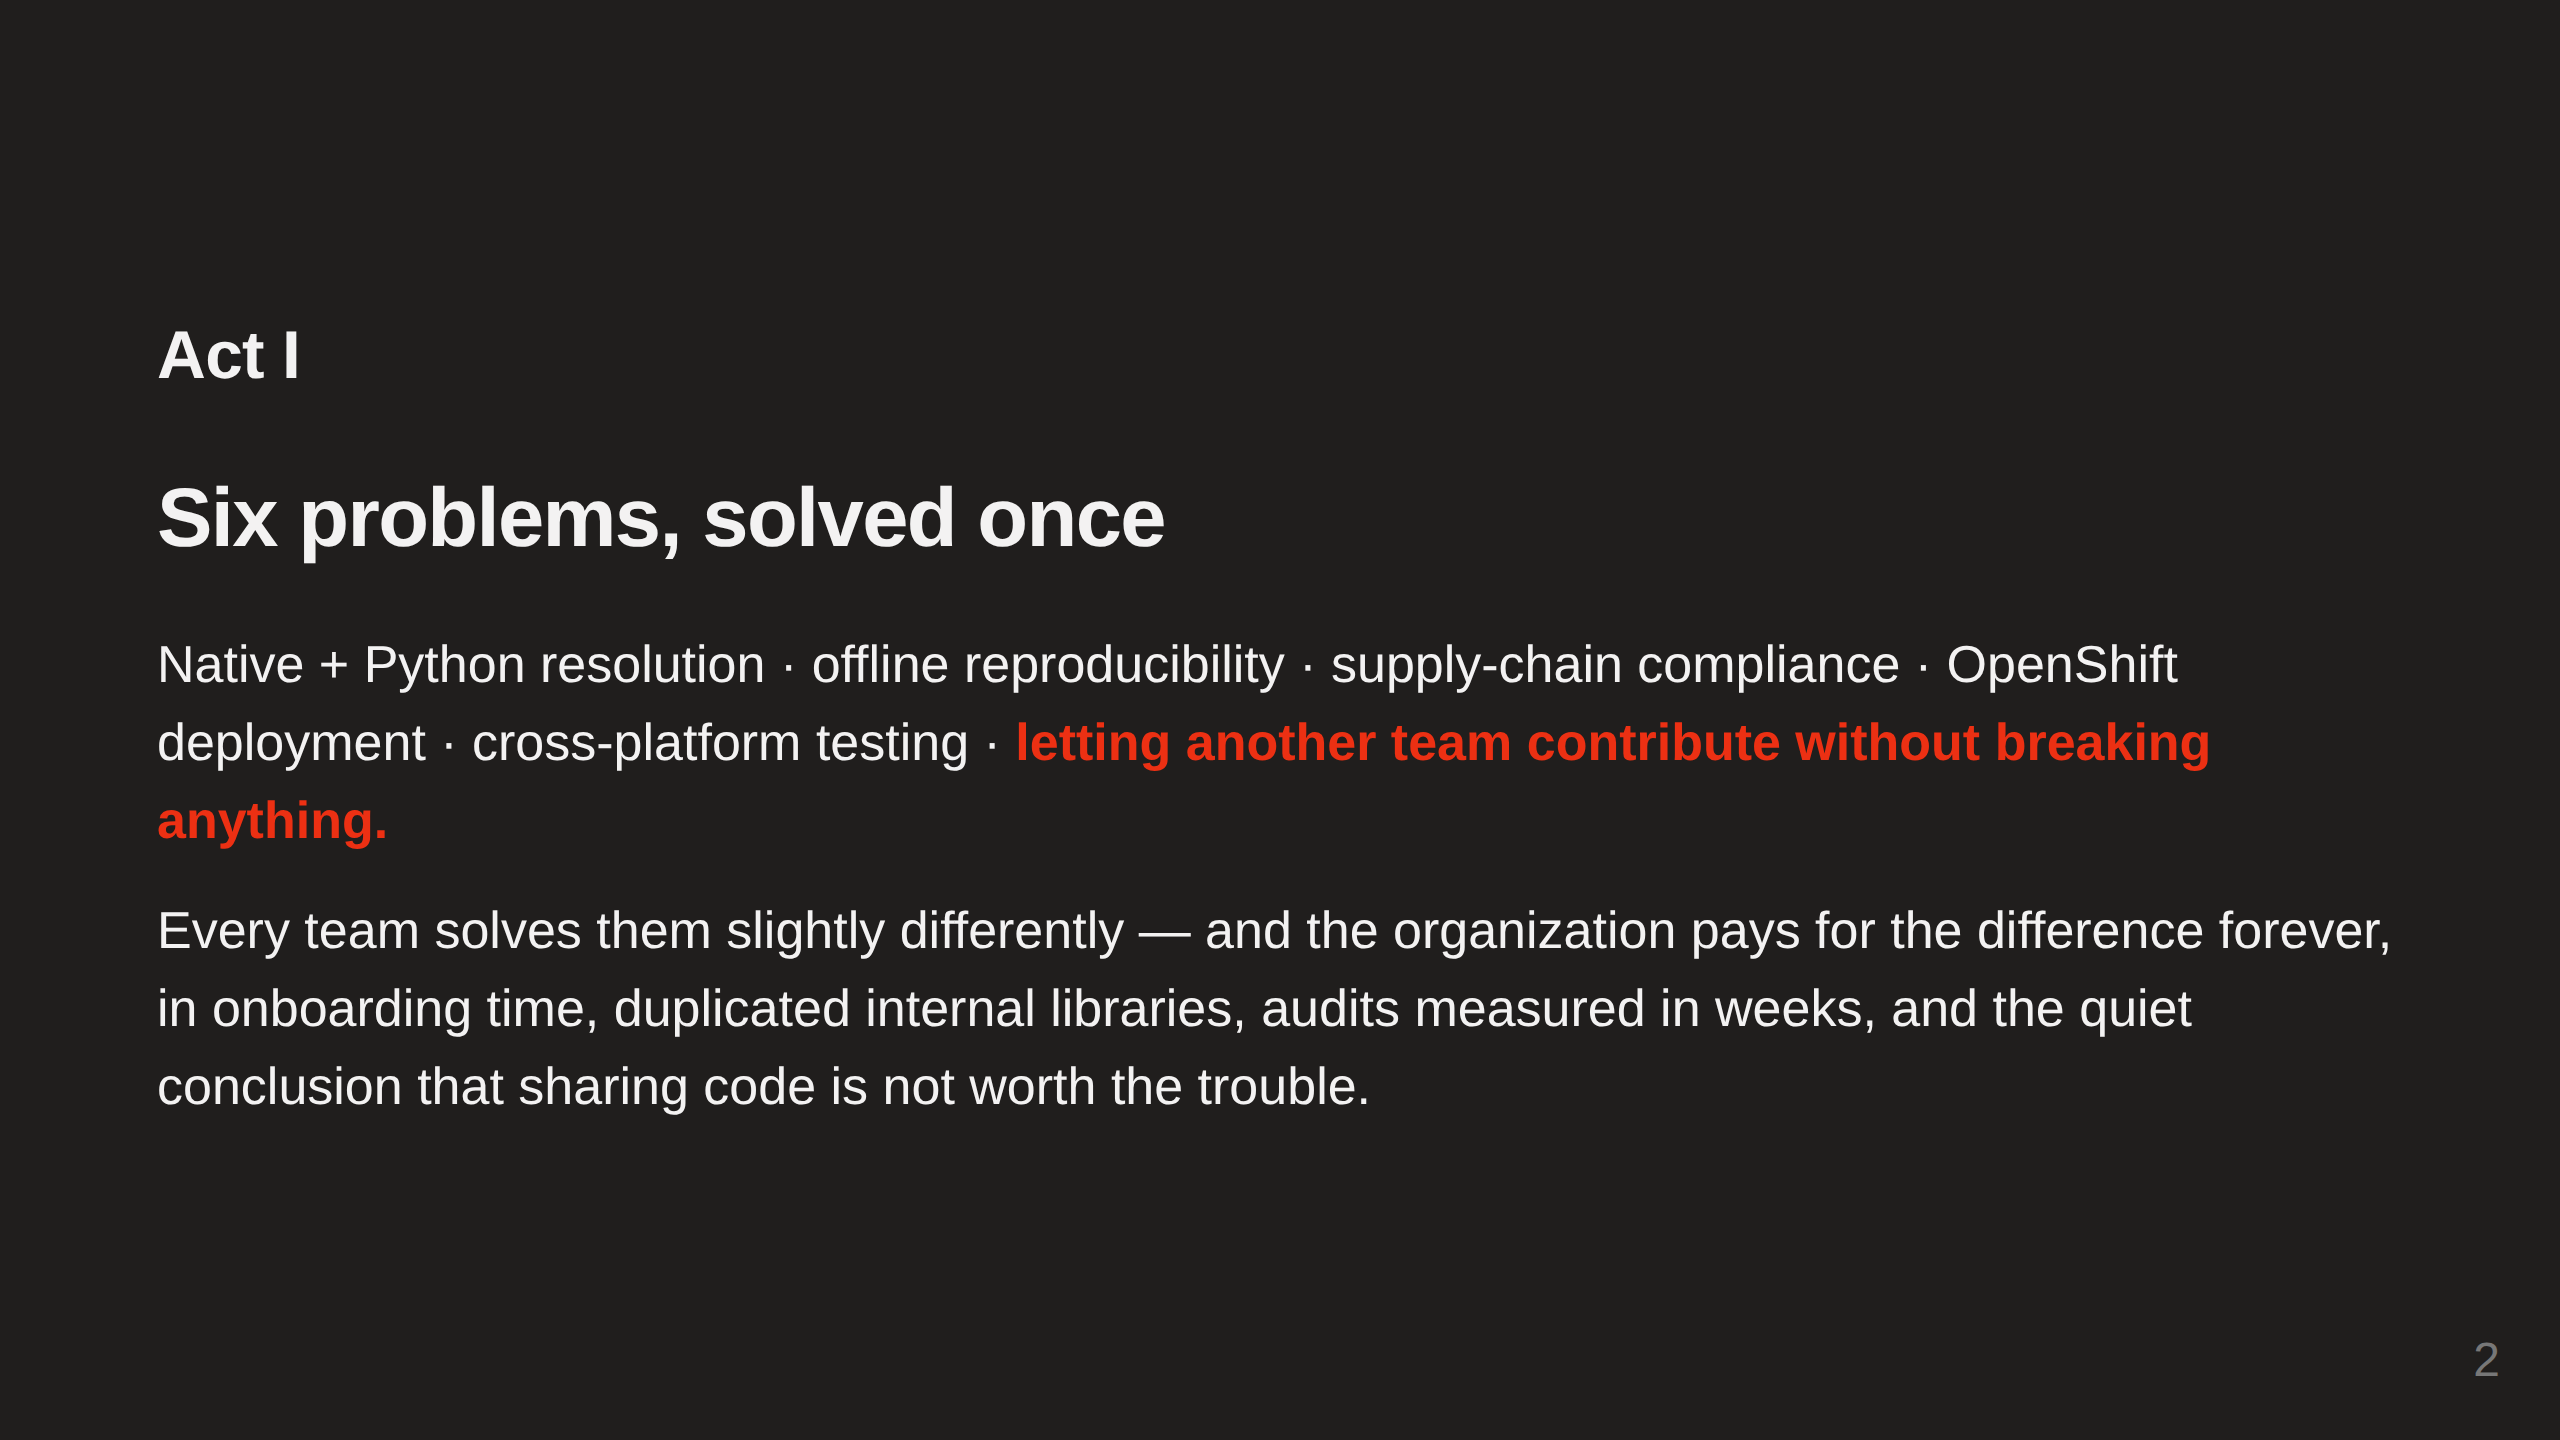 Act I
Six problems, solved once
Native + Python resolution · offline reproducibility · supply-chain compliance · OpenShift
deployment · cross-platform testing · letting another team contribute without breaking
anything.
Every team solves them slightly differently — and the organization pays for the difference forever,
in onboarding time, duplicated internal libraries, audits measured in weeks, and the quiet
conclusion that sharing code is not worth the trouble.
2